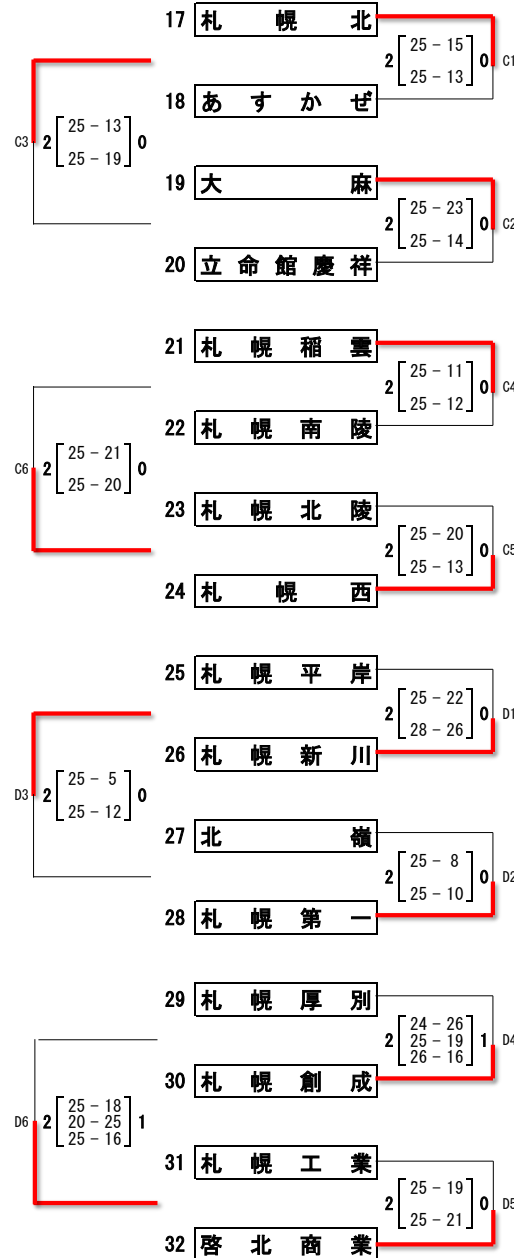 17 札幌北
2 25 - 15 0 C1
25 - 13
18 あすかぜ
C3 2 25 - 13 0
25 - 19
19 大麻
2 25 - 23 0 C2
25 - 14
20 立命館慶祥
21 札幌稲雲
2 25 - 11 0 C4
25 - 12
22 札幌南陵
C6 2 25 - 21 0
25 - 20
23 札幌北陵
2 25 - 20 0 C5
25 - 13
24 札幌西
25 札幌平岸
2 25 - 22 0 D1
28 - 26
26 札幌新川
D3 2 25 - 5 0
25 - 12
27 北嶺
2 25 - 8 0 D2
25 - 10
28 札幌第一
29 札幌厚別
24 - 26
2 25 - 19 1 D4
26 - 16
30 札幌創成
25 - 18
D6 2 20 - 25 1
25 - 16
31 札幌工業
2 25 - 19 0 D5
25 - 21
32 啓北商業